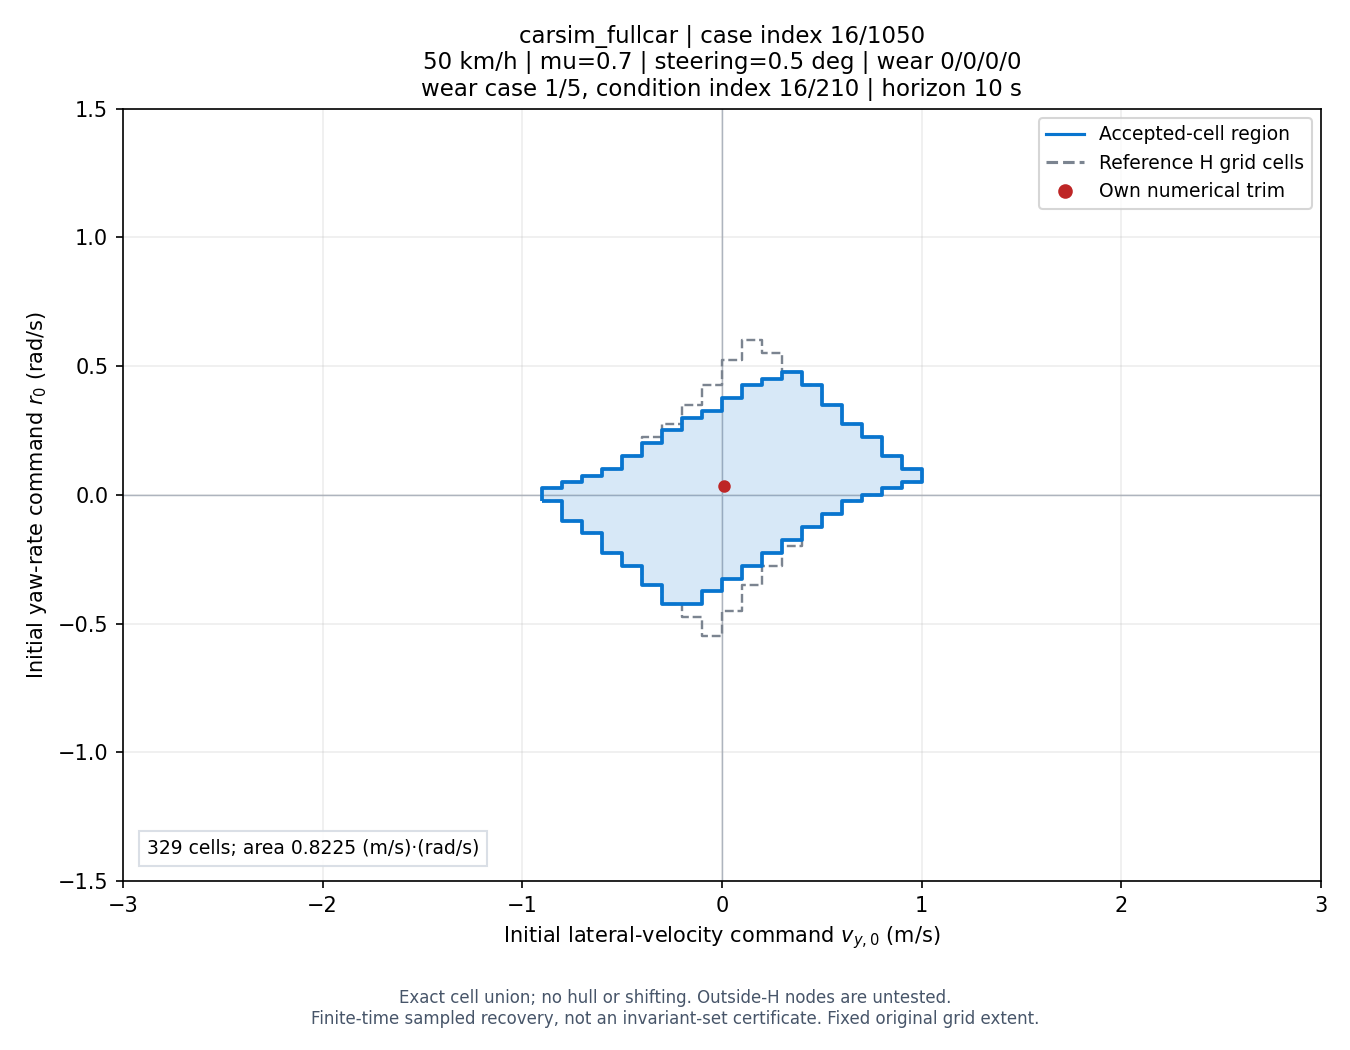 carsim_fullcar | case index 16/1050
50 km/h | mu=0.7 | steering=0.5 deg | wear 0/0/0/0
wear case 1/5, condition index 16/210 | horizon 10 s
Accepted-cell region
Reference H grid cells
Own numerical trim
Initial yaw-rate command r₀ (rad/s)
1.5
1.0
0.5
0.0
−0.5
−1.0
−1.5
329 cells; area 0.8225 (m/s)·(rad/s)
−3 −2 −1 0 1 2 3
Initial lateral-velocity command v_{y,0} (m/s)
Exact cell union; no hull or shifting. Outside-H nodes are untested.
Finite-time sampled recovery, not an invariant-set certificate. Fixed original grid extent.